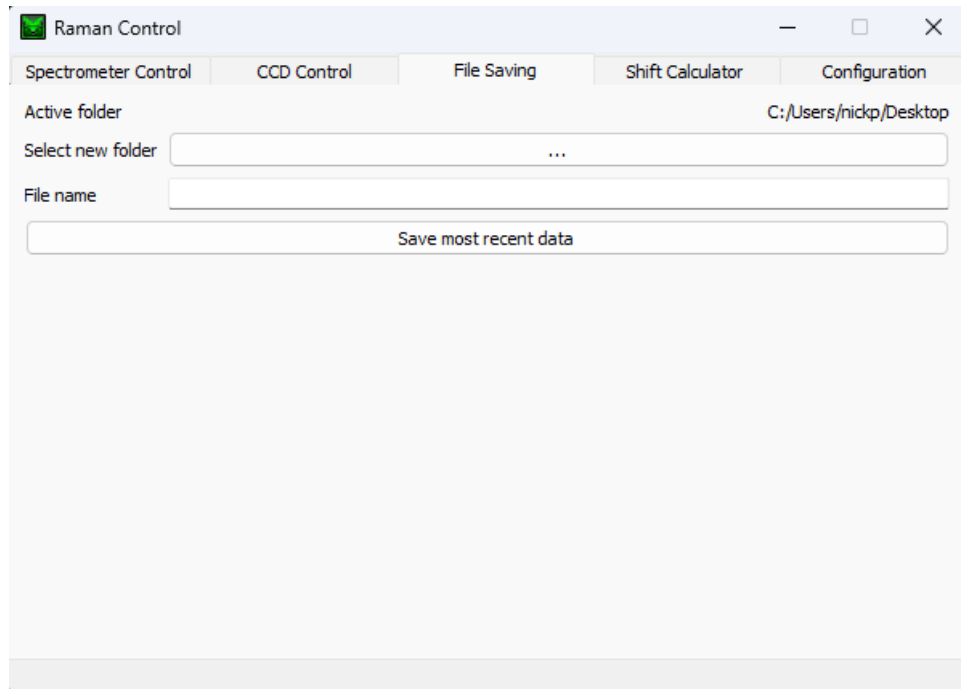 Raman Control
Spectrometer Control CCD Control File Saving Shift Calculator Configuration
Active folder C:/Users/nickp/Desktop
Select new folder ...
File name
Save most recent data